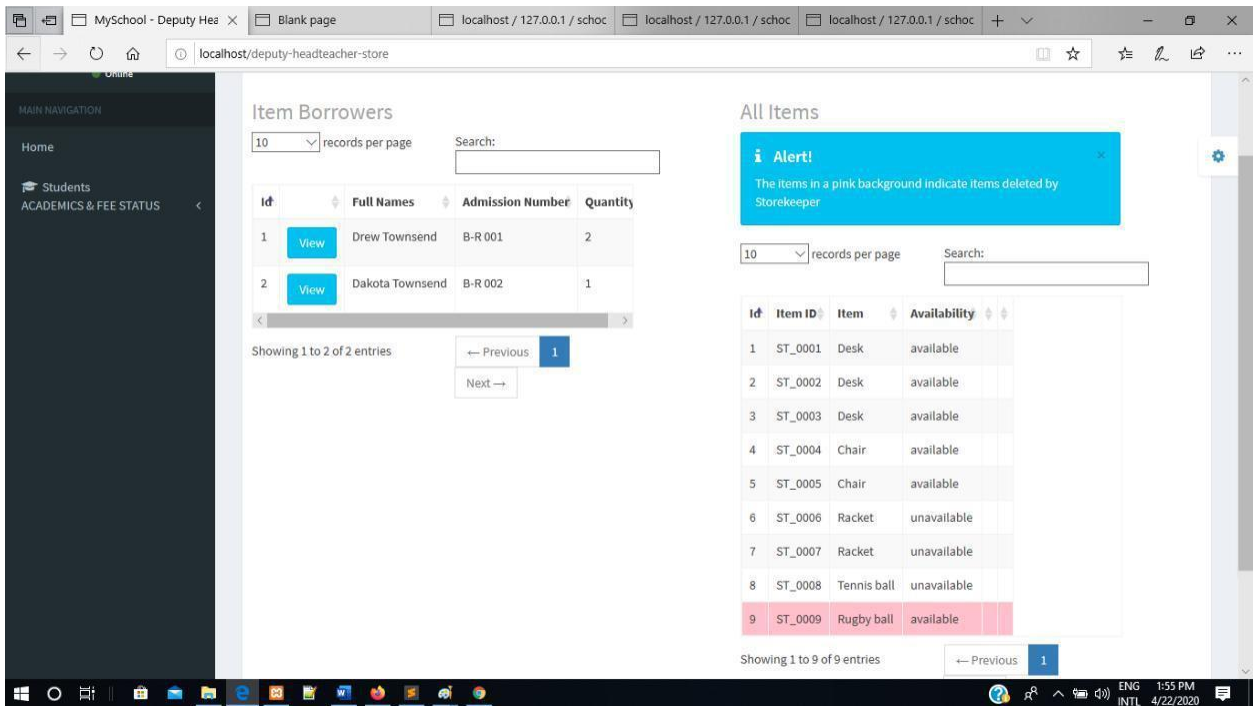 MySchool - Deputy Hea
Blank page
localhost / 127.0.0.1 / schoc
localhost / 127.0.0.1 / schoc
localhost / 127.0.0.1 / schoc
localhost/deputy-headteacher-store
Online
MAIN NAVIGATION
Home
Students
ACADEMICS & FEE STATUS
Item Borrowers
10 records per page
Search:
Id Full Names Admission Number Quantity
1 View Drew Townsend B-R 001 2
2 View Dakota Townsend B-R 002 1
Showing 1 to 2 of 2 entries
← Previous 1
Next →
All Items
i Alert! ×
The items in a pink background indicate items deleted by
Storekeeper
10 records per page
Search:
Id Item ID Item Availability
1 ST_0001 Desk available
2 ST_0002 Desk available
3 ST_0003 Desk available
4 ST_0004 Chair available
5 ST_0005 Chair available
6 ST_0006 Racket unavailable
7 ST_0007 Racket unavailable
8 ST_0008 Tennis ball unavailable
9 ST_0009 Rugby ball available
Showing 1 to 9 of 9 entries
← Previous 1
ENG
INTL
1:55 PM
4/22/2020